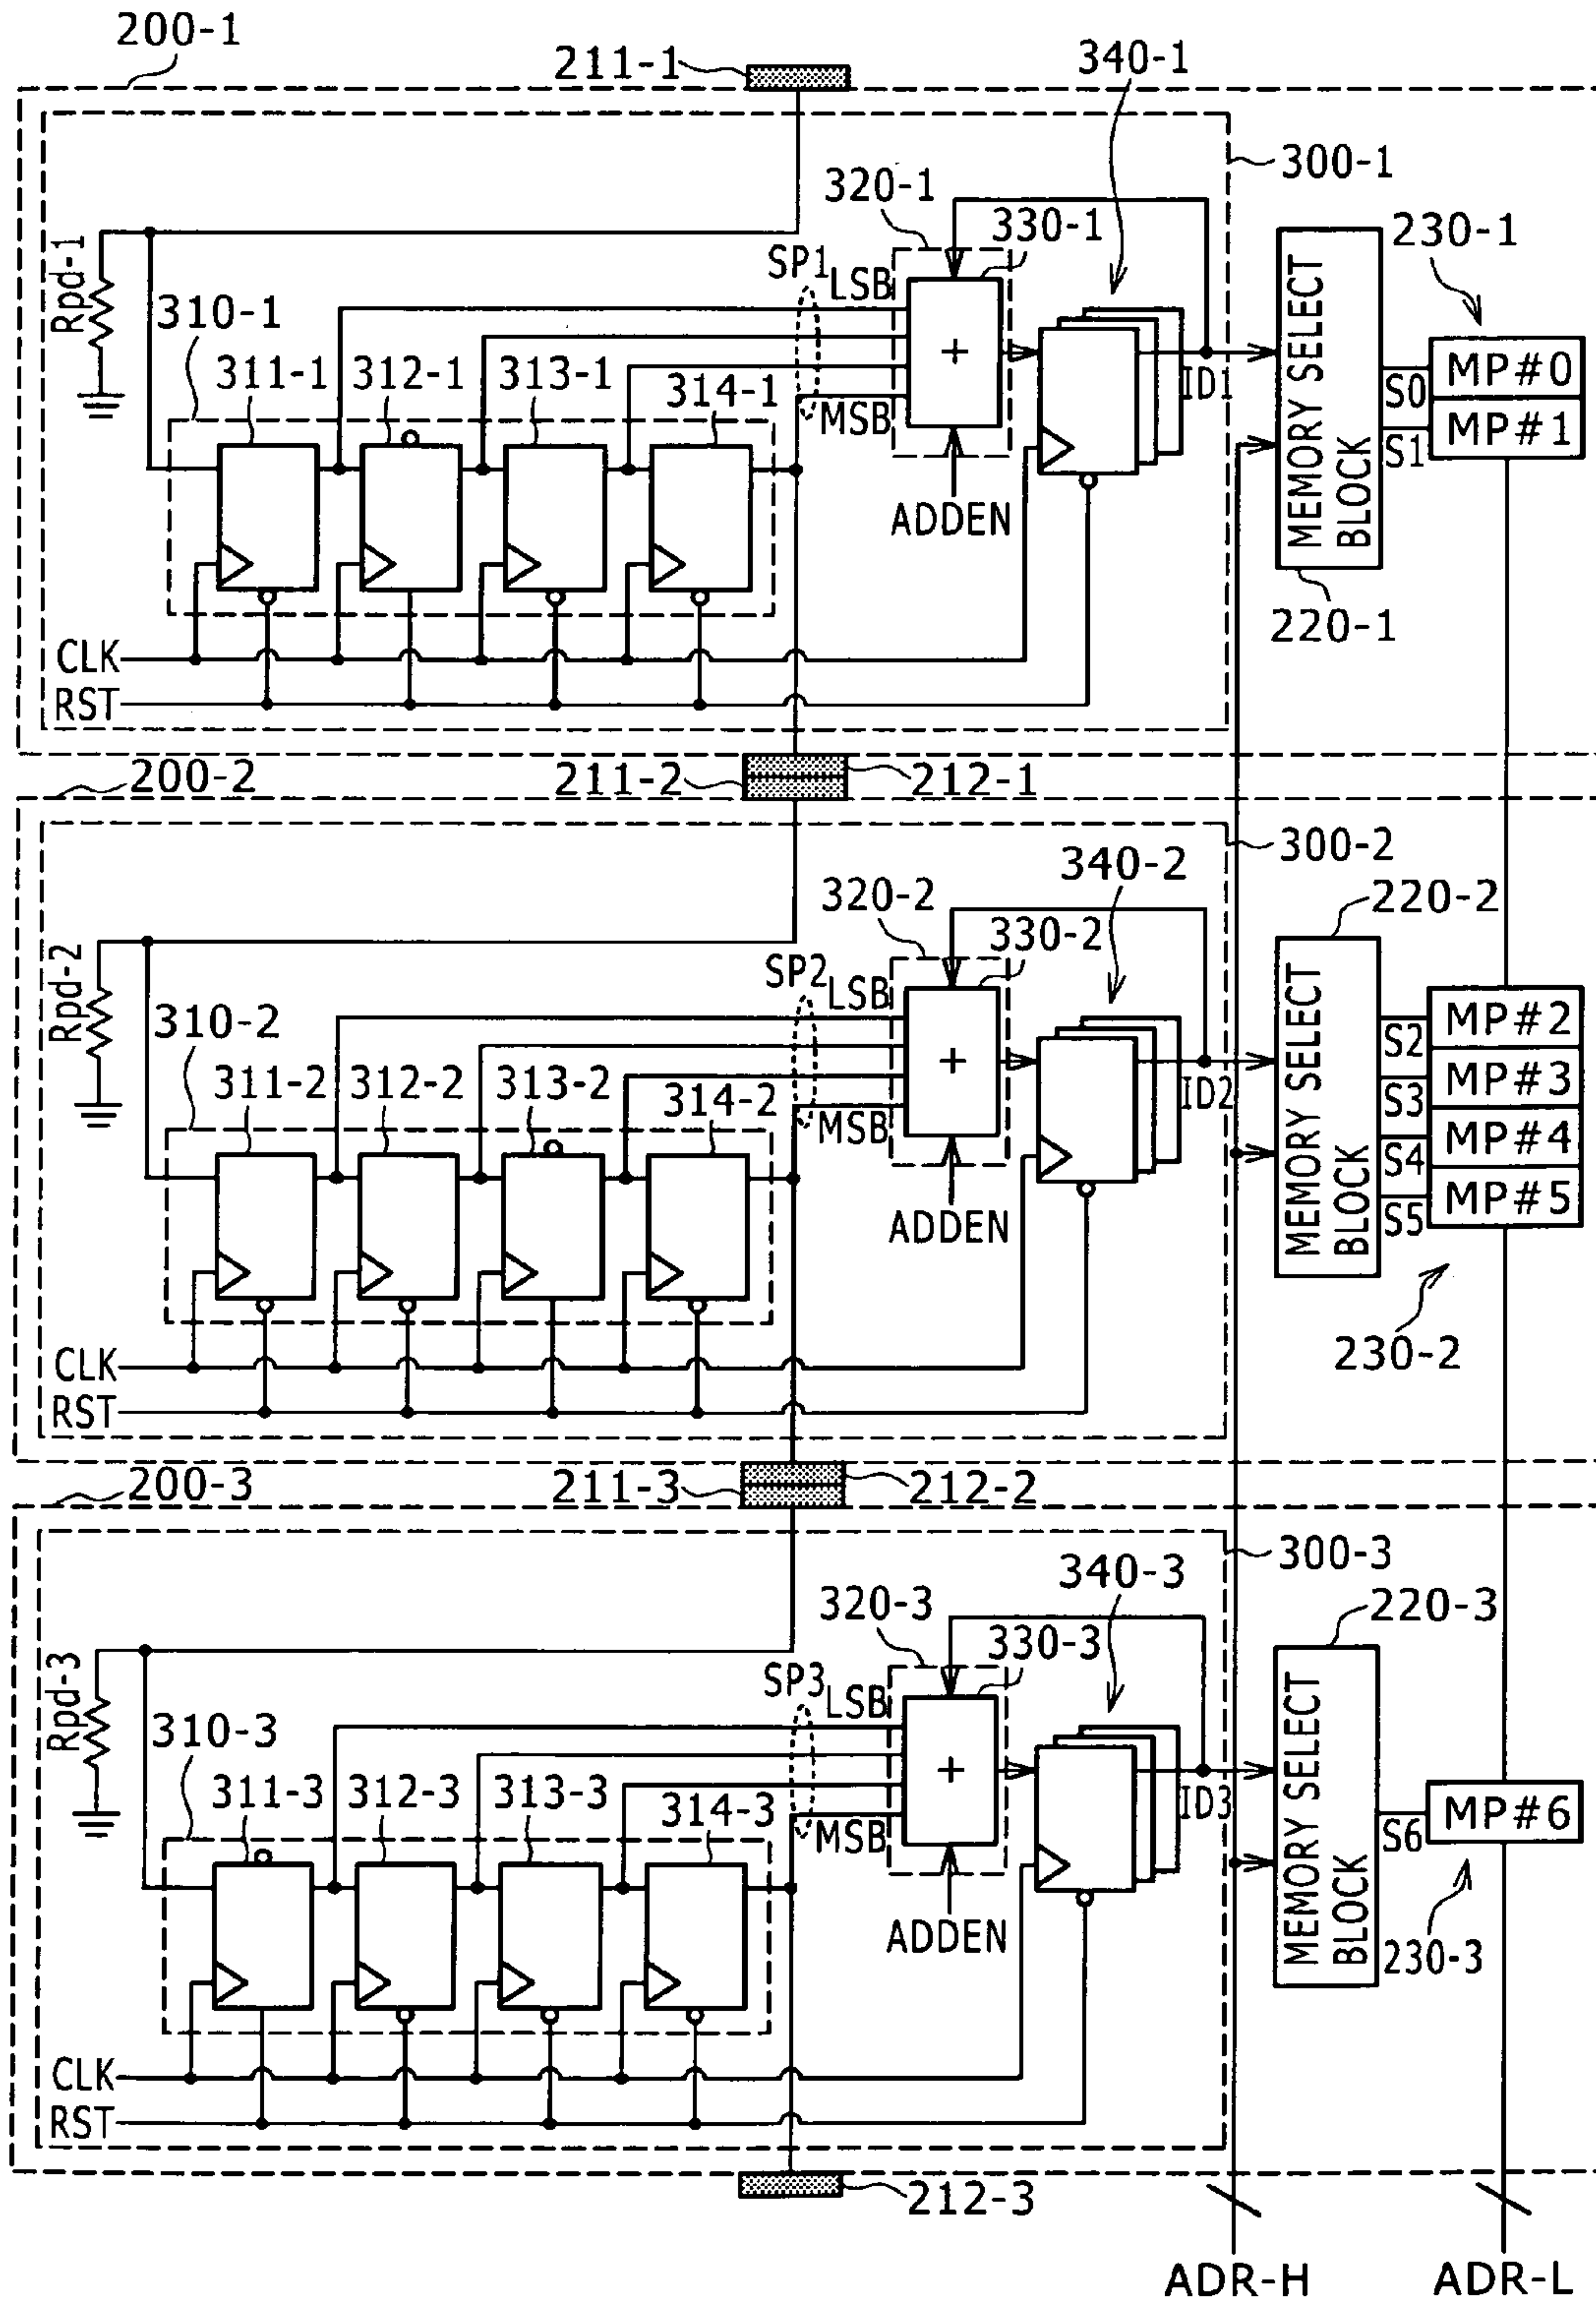 200-1
211-1
340-1
300-1
320-1
330-1
230-1
Rpd-1
SP1
LSB
310-1
311-1
312-1
313-1
314-1
+
MSB
ID1
MEMORY SELECT
BLOCK
S0
MP#0
S1
MP#1
ADDEN
220-1
CLK
RST
200-2
211-2
212-1
300-2
340-2
320-2
330-2
220-2
Rpd-2
SP2
LSB
310-2
311-2
312-2
313-2
314-2
+
MSB
ID2
MEMORY SELECT
BLOCK
S2
MP#2
S3
MP#3
S4
MP#4
S5
MP#5
ADDEN
230-2
CLK
RST
200-3
211-3
212-2
300-3
340-3
320-3
330-3
220-3
Rpd-3
SP3
LSB
310-3
311-3
312-3
313-3
314-3
+
MSB
ID3
MEMORY SELECT
BLOCK
S6
MP#6
ADDEN
230-3
CLK
RST
212-3
ADR-H
ADR-L